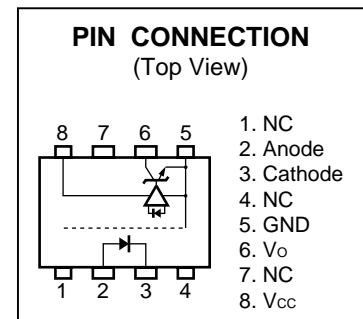 PIN CONNECTION
(Top View)
8 7 6 5
1 2 3 4
1. NC
2. Anode
3. Cathode
4. NC
5. GND
6. Vo
7. NC
8. Vcc